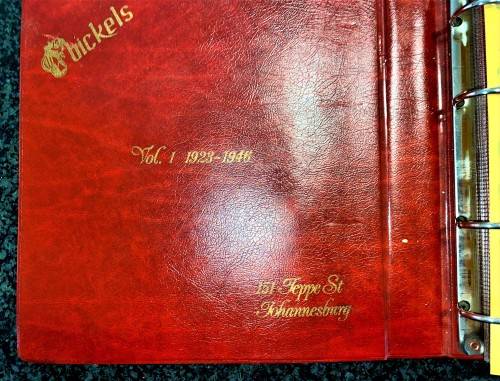 Bickels
Vol. 1 1923-1946
151 Jeppe St
Johannesburg